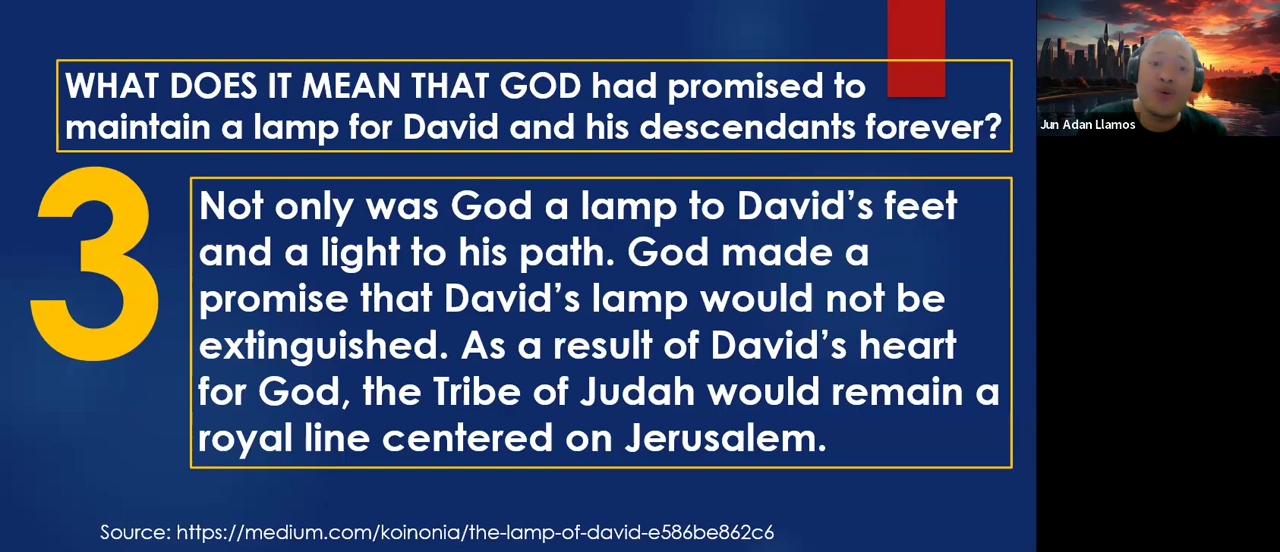 WHAT DOES IT MEAN THAT GOD had promised to
maintain a lamp for David and his descendants forever?
3
Not only was God a lamp to David’s feet
and a light to his path. God made a
promise that David’s lamp would not be
extinguished. As a result of David’s heart
for God, the Tribe of Judah would remain a
royal line centered on Jerusalem.
Source: https://medium.com/koinonia/the-lamp-of-david-e586be862c6
Jun Adan Llamos